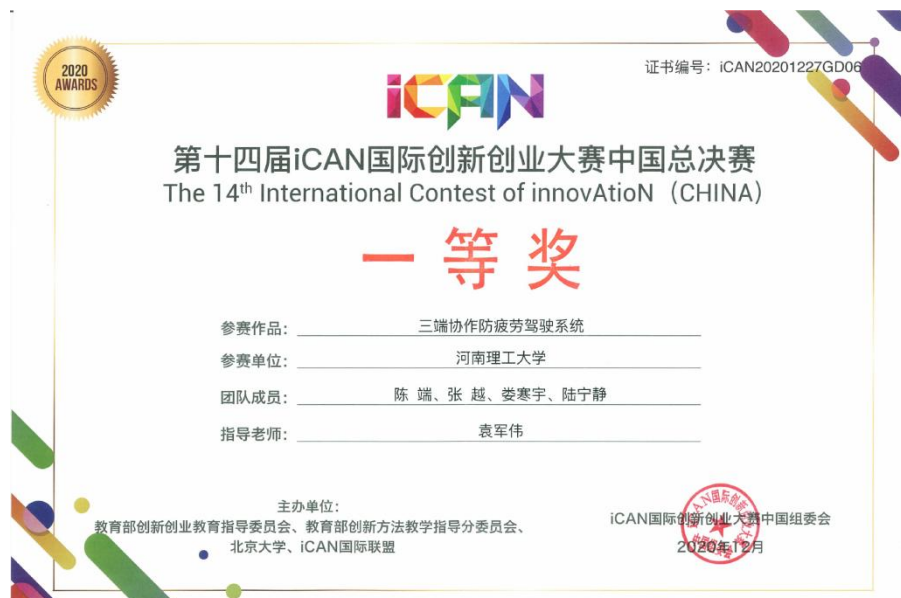 2020
AWARDS
证书编号：iCAN20201227GD06
iCAN
第十四届iCAN国际创新创业大赛中国总决赛
The 14th International Contest of innovAtioN（CHINA）
一等奖
参赛作品：三端协作防疲劳驾驶系统
参赛单位：河南理工大学
团队成员：陈 端、张 越、娄寒宇、陆宁静
指导老师：袁军伟
主办单位：
教育部创新创业教育指导委员会、教育部创新方法教学指导分委员会、
北京大学、iCAN国际联盟
iCAN国际创新创业大赛中国组委会
2020年12月